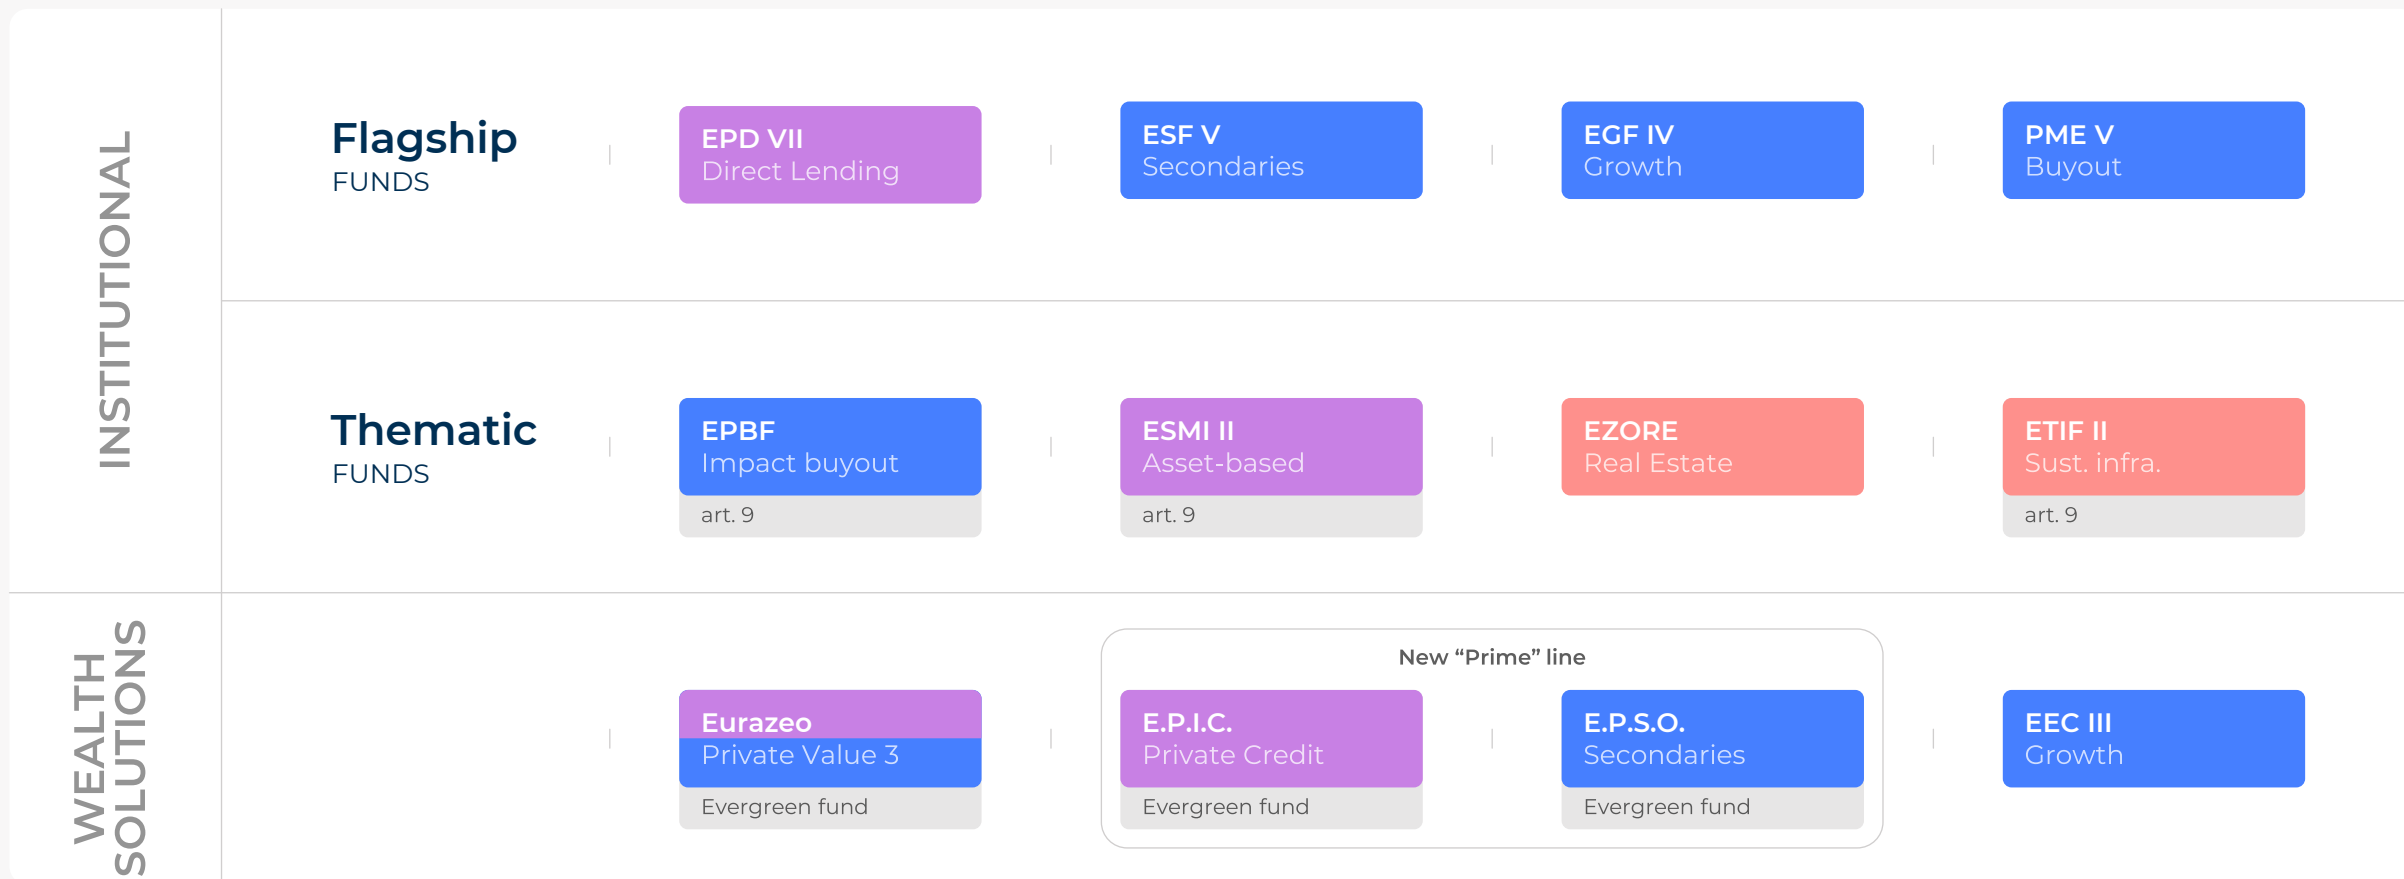 INSTITUTIONAL
Flagship
FUNDS
EPD VII
Direct Lending
ESF V
Secondaries
EGF IV
Growth
PME V
Buyout
Thematic
FUNDS
EPBF
Impact buyout
art. 9
ESMI II
Asset-based
art. 9
EZORE
Real Estate
ETIF II
Sust. infra.
art. 9
WEALTH
SOLUTIONS
Eurazeo
Private Value 3
Evergreen fund
New “Prime” line
E.P.I.C.
Private Credit
Evergreen fund
E.P.S.O.
Secondaries
Evergreen fund
EEC III
Growth